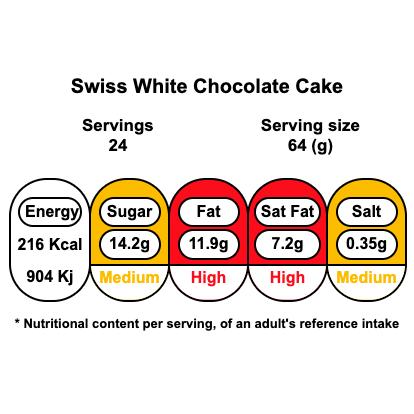 Swiss White Chocolate Cake
Servings
24
Serving size
64 (g)
Energy
216 Kcal
904 Kj
Sugar
14.2g
Medium
Fat
11.9g
High
Sat Fat
7.2g
High
Salt
0.35g
Medium
* Nutritional content per serving, of an adult's reference intake